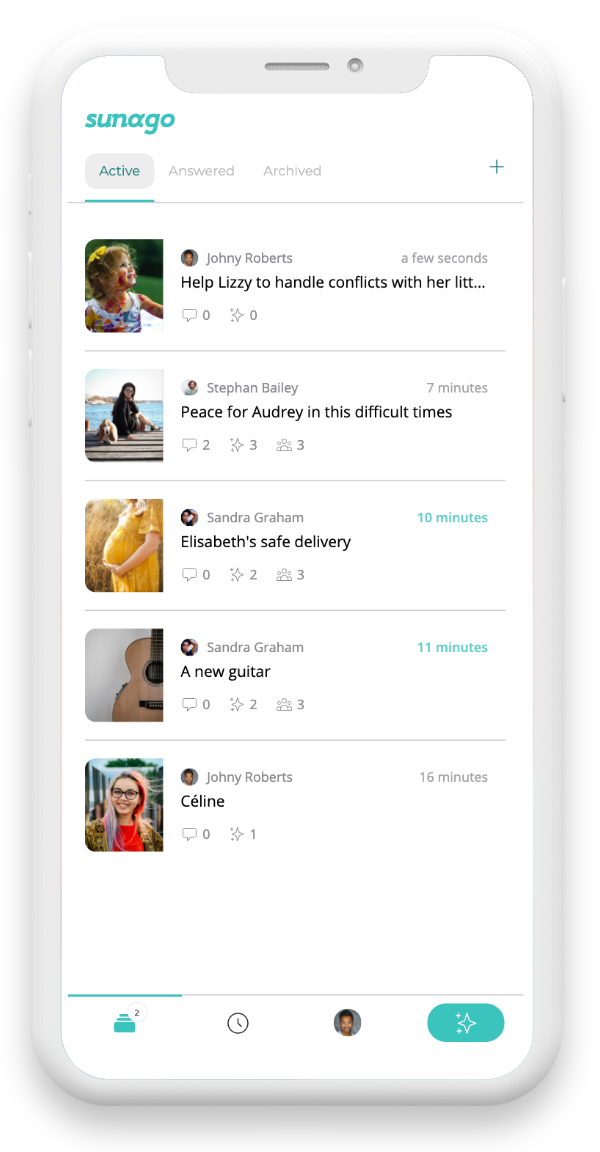 sunago
Active Answered Archived
Johny Roberts a few seconds
Help Lizzy to handle conflicts with her litt...
0 0
Stephan Bailey 7 minutes
Peace for Audrey in this difficult times
2 3 3
Sandra Graham 10 minutes
Elisabeth's safe delivery
0 2 3
Sandra Graham 11 minutes
A new guitar
0 2 3
Johny Roberts 16 minutes
Céline
0 1
2